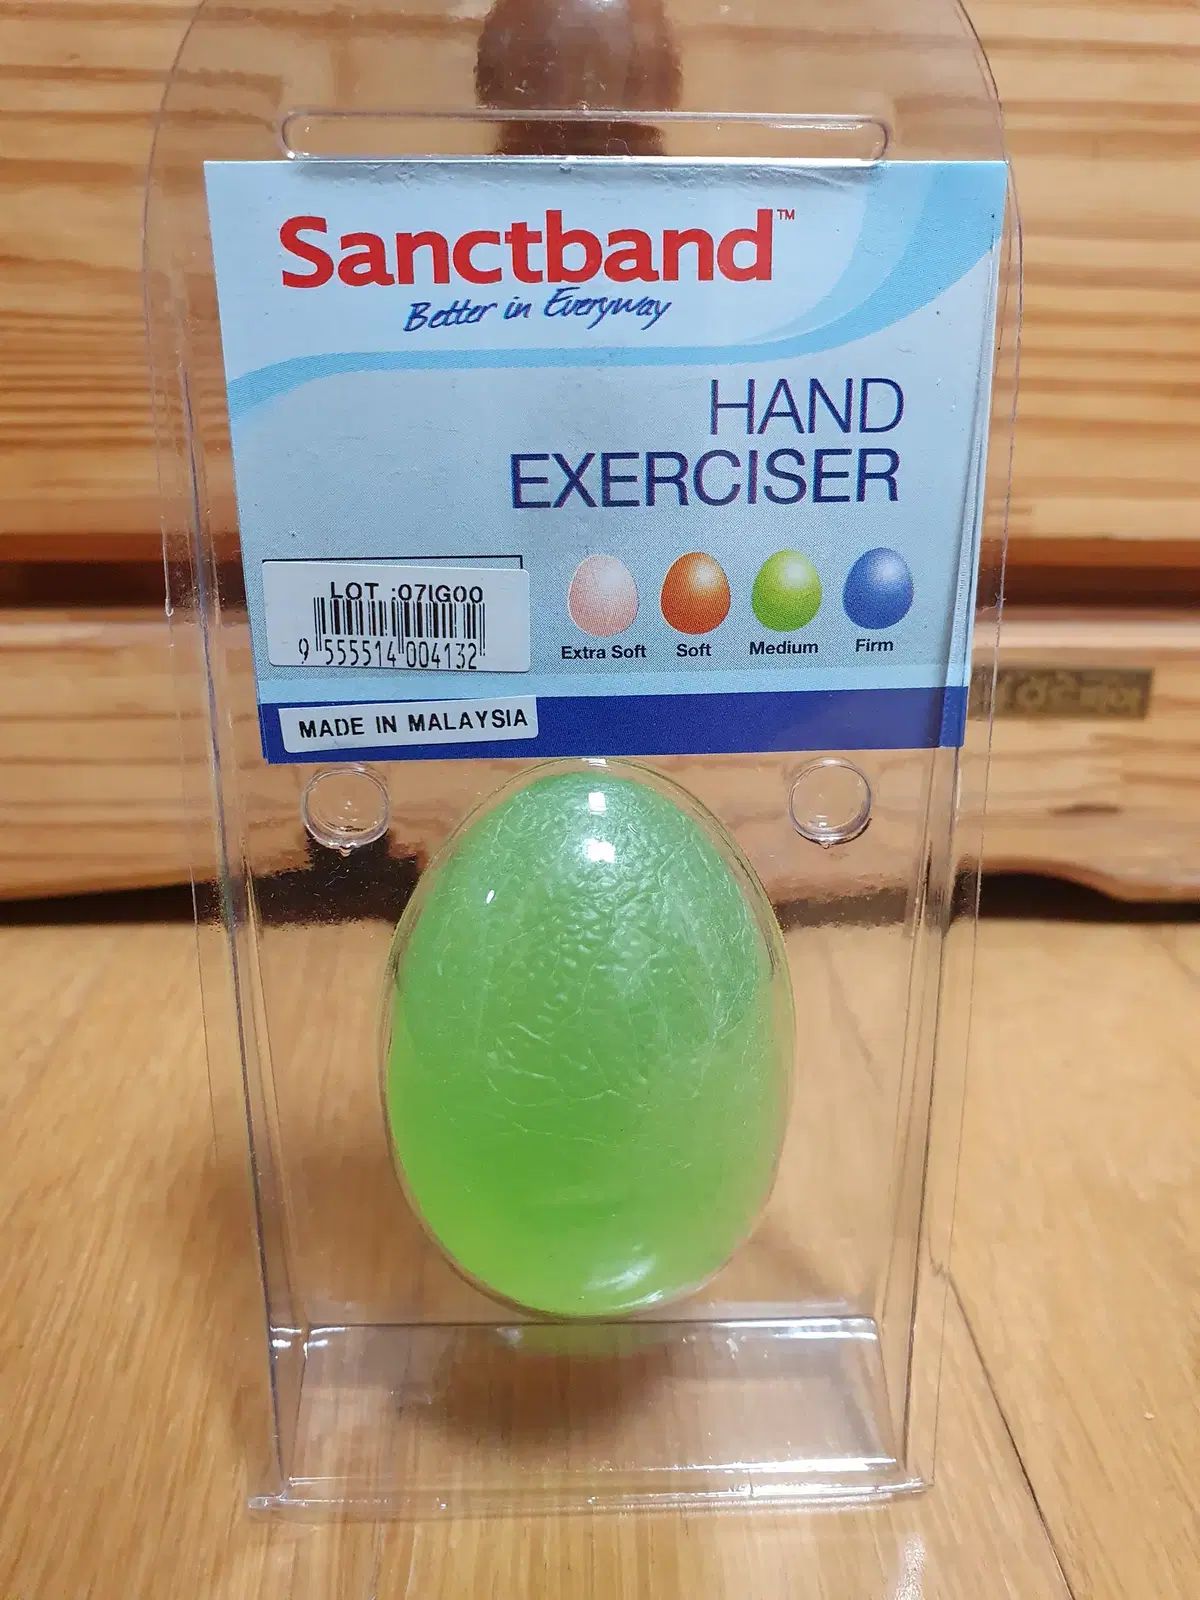 Sanctband™
Better in Everyway
HAND
EXERCISER
LOT :07IG00
9 555514 004132
Extra Soft Soft Medium Firm
MADE IN MALAYSIA